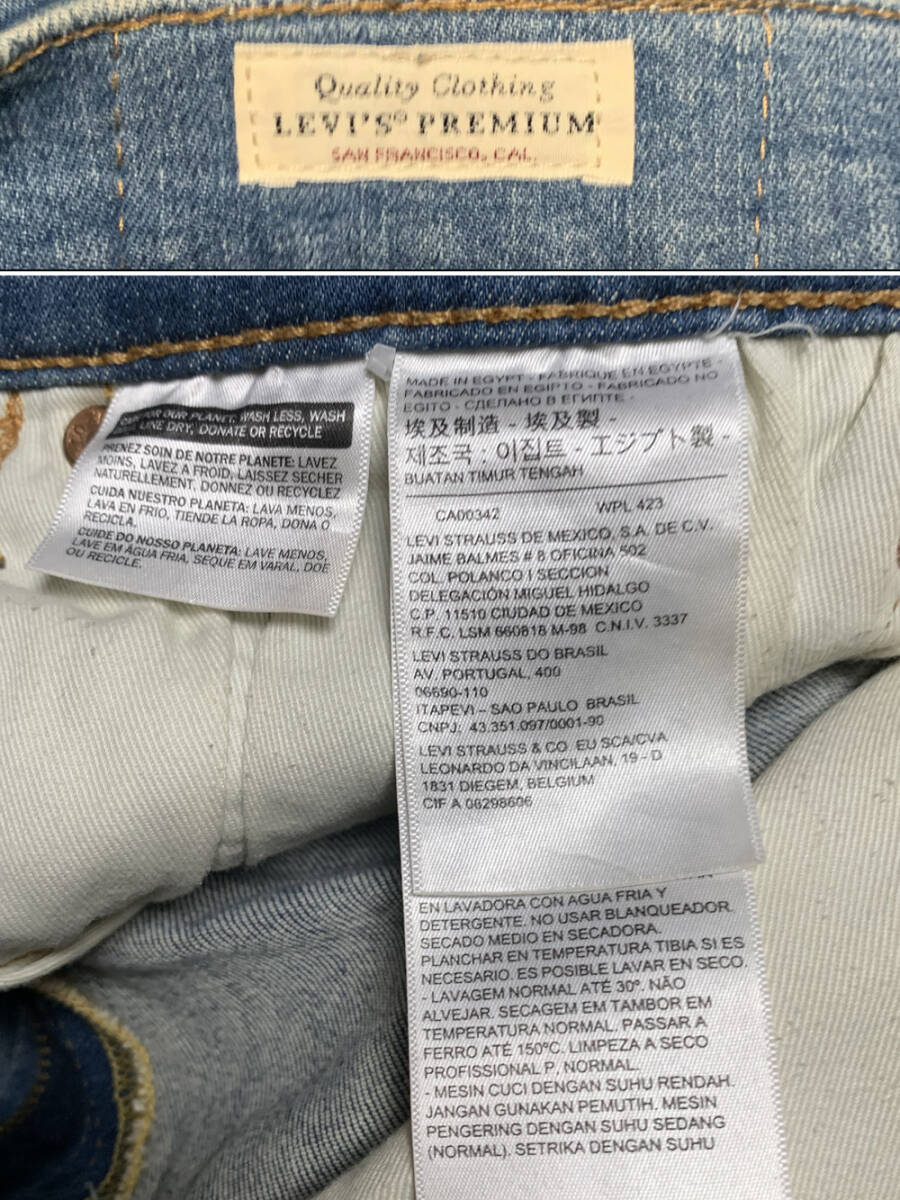 Quality Clothing
LEVI'S® PREMIUM
SAN FRANCISCO, CAL
FOR OUR PLANET: WASH LESS, WASH
LINE DRY, DONATE OR RECYCLE
PRENEZ SOIN DE NOTRE PLANETE: LAVEZ
MOINS, LAVEZ A FROID, LAISSEZ SECHER
NATURELLEMENT. DONNEZ OU RECYCLEZ
CUIDA NUESTRO PLANETA: LAVA MENOS,
LAVA EN FRIO, TIENDE LA ROPA, DONA O
RECICLA.
CUIDE DO NOSSO PLANETA: LAVE MENOS,
LAVE EM ÁGUA FRIA, SEQUE EM VARAL, DOE
OU RECICLE.
MADE IN EGYPT - FABRIQUE EN EGYPTE -
FABRICADO EN EGIPTO - FABRICADO NO
EGITO - СДЕЛАНО В ЕГИПТЕ -
埃及制造 - 埃及製 -
제조국 : 이집트 - エジプト製 -
BUATAN TIMUR TENGAH
CA00342 WPL 423
LEVI STRAUSS DE MEXICO, S.A. DE C.V.
JAIME BALMES # 8 OFICINA 502
COL. POLANCO I SECCION
DELEGACIÓN MIGUEL HIDALGO
C.P. 11510 CIUDAD DE MEXICO
R.F.C. LSM 660818 M-98 C.N.I.V. 3337
LEVI STRAUSS DO BRASIL
AV. PORTUGAL, 400
06690-110
ITAPEVI – SAO PAULO BRASIL
CNPJ: 43.351.097/0001-90
LEVI STRAUSS & CO. EU SCA/CVA
LEONARDO DA VINCILAAN, 19 - D
1831 DIEGEM, BELGIUM
CIF A 08298606
EN LAVADORA CON AGUA FRIA Y
DETERGENTE. NO USAR BLANQUEADOR.
SECADO MEDIO EN SECADORA.
PLANCHAR EN TEMPERATURA TIBIA SI ES
NECESARIO. ES POSIBLE LAVAR EN SECO.
- LAVAGEM NORMAL ATÉ 30º. NÃO
ALVEJAR. SECAGEM EM TAMBOR EM
TEMPERATURA NORMAL. PASSAR A
FERRO ATÉ 150ºC. LIMPEZA A SECO
PROFISSIONAL P, NORMAL.
- MESIN CUCI DENGAN SUHU RENDAH.
JANGAN GUNAKAN PEMUTIH. MESIN
PENGERING DENGAN SUHU SEDANG
(NORMAL). SETRIKA DENGAN SUHU